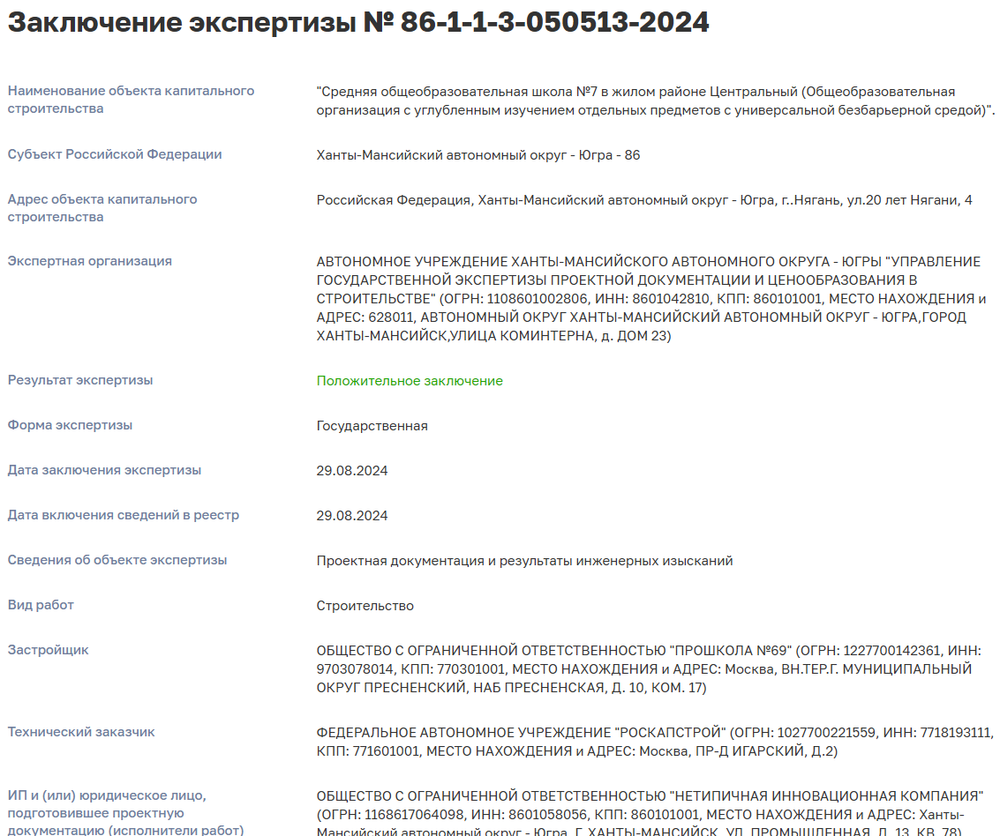 Заключение экспертизы № 86-1-1-3-050513-2024
Наименование объекта капитального
строительства
"Средняя общеобразовательная школа №7 в жилом районе Центральный (Общеобразовательная
организация с углубленным изучением отдельных предметов с универсальной безбарьерной средой)".
Субъект Российской Федерации
Ханты-Мансийский автономный округ - Югра - 86
Адрес объекта капитального
строительства
Российская Федерация, Ханты-Мансийский автономный округ - Югра, г..Нягань, ул.20 лет Нягани, 4
Экспертная организация
АВТОНОМНОЕ УЧРЕЖДЕНИЕ ХАНТЫ-МАНСИЙСКОГО АВТОНОМНОГО ОКРУГА - ЮГРЫ "УПРАВЛЕНИЕ
ГОСУДАРСТВЕННОЙ ЭКСПЕРТИЗЫ ПРОЕКТНОЙ ДОКУМЕНТАЦИИ И ЦЕНООБРАЗОВАНИЯ В
СТРОИТЕЛЬСТВЕ" (ОГРН: 1108601002806, ИНН: 8601042810, КПП: 860101001, МЕСТО НАХОЖДЕНИЯ и
АДРЕС: 628011, АВТОНОМНЫЙ ОКРУГ ХАНТЫ-МАНСИЙСКИЙ АВТОНОМНЫЙ ОКРУГ - ЮГРА,ГОРОД
ХАНТЫ-МАНСИЙСК,УЛИЦА КОМИНТЕРНА, д. ДОМ 23)
Результат экспертизы
Положительное заключение
Форма экспертизы
Государственная
Дата заключения экспертизы
29.08.2024
Дата включения сведений в реестр
29.08.2024
Сведения об объекте экспертизы
Проектная документация и результаты инженерных изысканий
Вид работ
Строительство
Застройщик
ОБЩЕСТВО С ОГРАНИЧЕННОЙ ОТВЕТСТВЕННОСТЬЮ "ПРОШКОЛА №69" (ОГРН: 1227700142361, ИНН:
9703078014, КПП: 770301001, МЕСТО НАХОЖДЕНИЯ и АДРЕС: Москва, ВН.ТЕР.Г. МУНИЦИПАЛЬНЫЙ
ОКРУГ ПРЕСНЕНСКИЙ, НАБ ПРЕСНЕНСКАЯ, Д. 10, КОМ. 17)
Технический заказчик
ФЕДЕРАЛЬНОЕ АВТОНОМНОЕ УЧРЕЖДЕНИЕ "РОСКАПСТРОЙ" (ОГРН: 1027700221559, ИНН: 7718193111,
КПП: 771601001, МЕСТО НАХОЖДЕНИЯ и АДРЕС: Москва, ПР-Д ИГАРСКИЙ, Д.2)
ИП и (или) юридическое лицо,
подготовившее проектную
документацию (исполнители работ)
ОБЩЕСТВО С ОГРАНИЧЕННОЙ ОТВЕТСТВЕННОСТЬЮ "НЕТИПИЧНАЯ ИННОВАЦИОННАЯ КОМПАНИЯ"
(ОГРН: 1168617064098, ИНН: 8601058056, КПП: 860101001, МЕСТО НАХОЖДЕНИЯ и АДРЕС: Ханты-
Мансийский автономный округ - Югра, Г. ХАНТЫ-МАНСИЙСК, УЛ. ПРОМЫШЛЕННАЯ, Д. 13, КВ. 78)